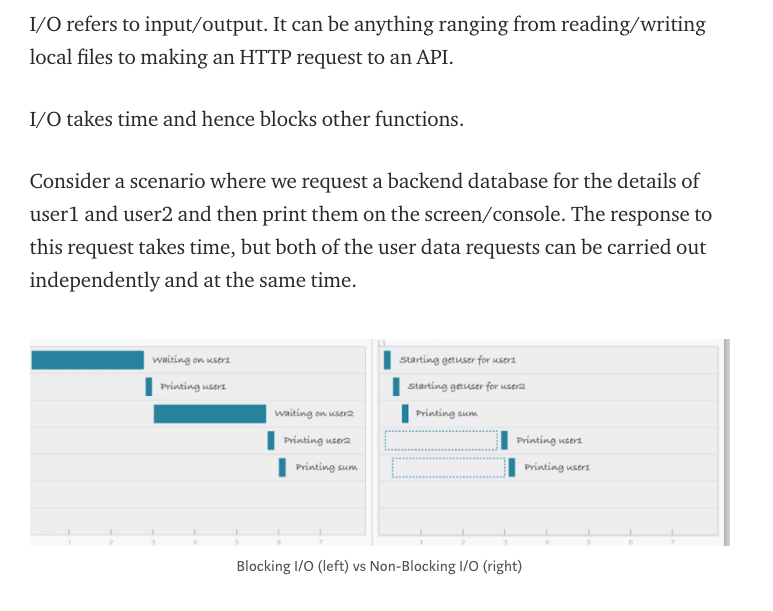 I/O refers to input/output. It can be anything ranging from reading/writing
local files to making an HTTP request to an API.
I/O takes time and hence blocks other functions.
Consider a scenario where we request a backend database for the details of
user1 and user2 and then print them on the screen/console. The response to
this request takes time, but both of the user data requests can be carried out
independently and at the same time.
Waiting on user1
Printing user1
Waiting on user2
Printing user2
Printing sum
1 2 3 4 5 6 7
13
Starting getuser for user1
Starting getuser for user2
Printing sum
Printing user1
Printing user1
1 2 3 4 5 6 7
Blocking I/O (left) vs Non-Blocking I/O (right)